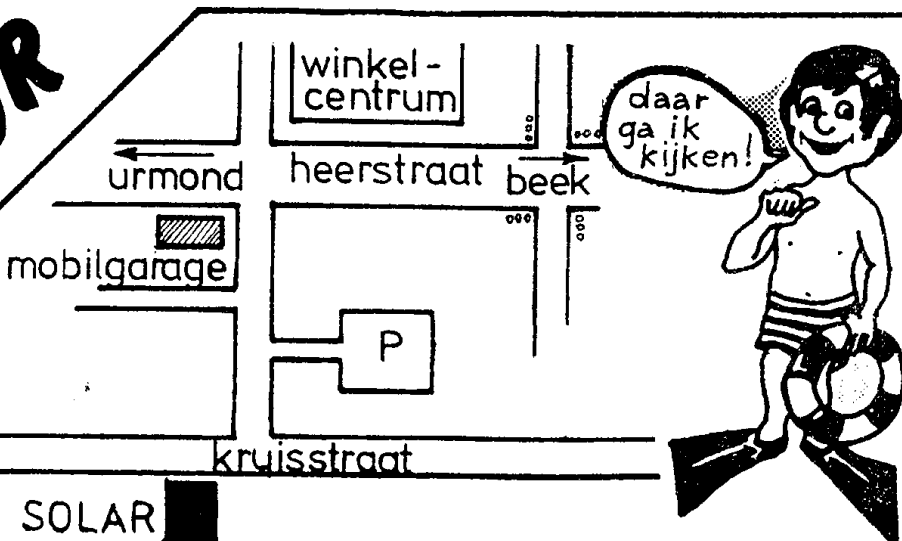 winkel-
centrum
daar
ga ik
kijken!
urmond
heerstraat
beek
mobilgarage
P
kruisstraat
SOLAR